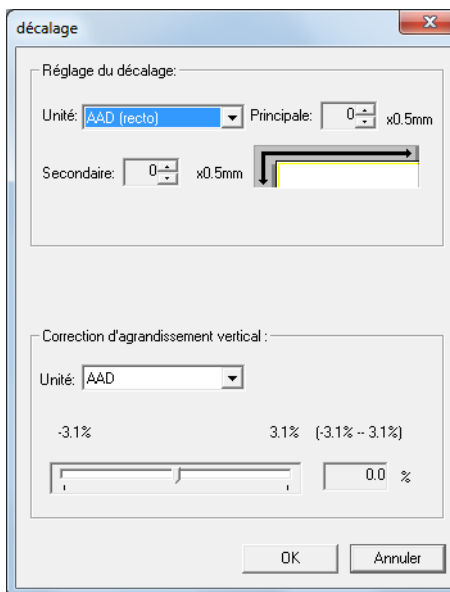 décalage
Réglage du décalage:
Unité: AAD (recto) Principale: 0 x0.5mm
Secondaire: 0 x0.5mm
Correction d'agrandissement vertical :
Unité: AAD
-3.1% 3.1% (-3.1% -- 3.1%)
0.0 %
OK Annuler